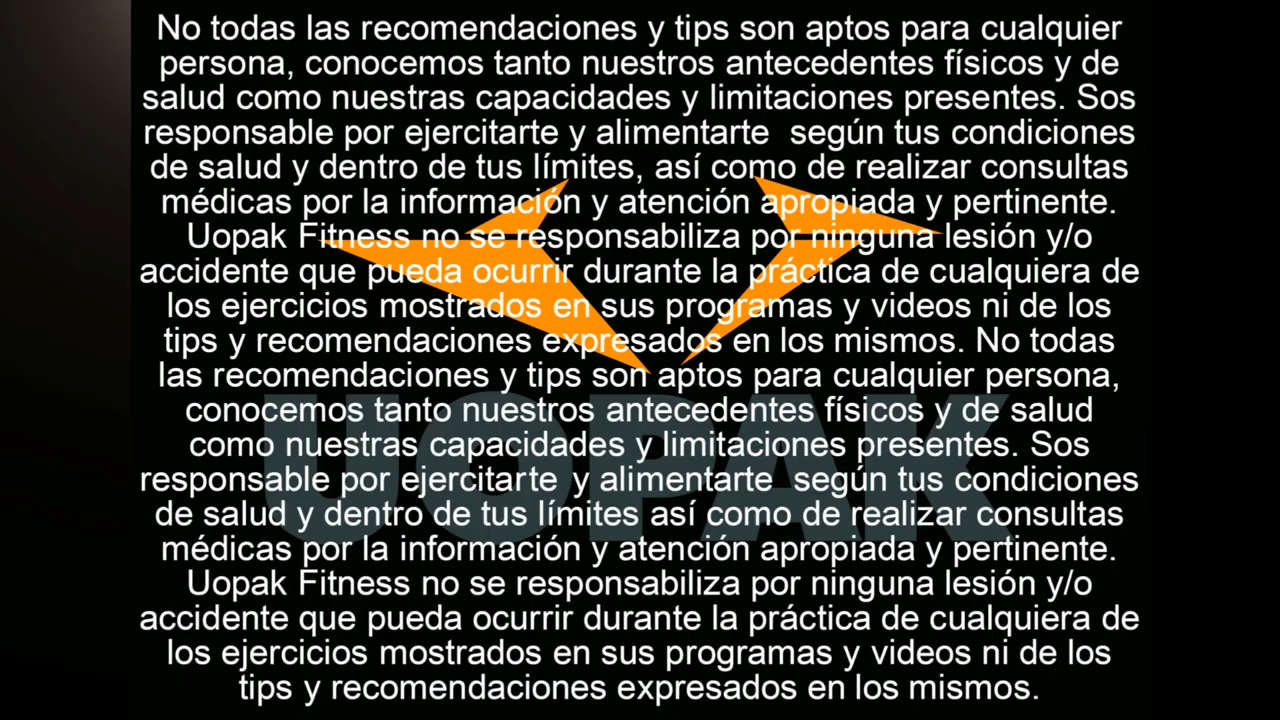 No todas las recomendaciones y tips son aptos para cualquier
persona, conocemos tanto nuestros antecedentes físicos y de
salud como nuestras capacidades y limitaciones presentes. Sos
responsable por ejercitarte y alimentarte  según tus condiciones
de salud y dentro de tus límites, así como de realizar consultas
médicas por la información y atención apropiada y pertinente.
Uopak Fitness no se responsabiliza por ninguna lesión y/o
accidente que pueda ocurrir durante la práctica de cualquiera de
los ejercicios mostrados en sus programas y videos ni de los
tips y recomendaciones expresados en los mismos. No todas
las recomendaciones y tips son aptos para cualquier persona,
conocemos tanto nuestros antecedentes físicos y de salud
como nuestras capacidades y limitaciones presentes. Sos
responsable por ejercitarte y alimentarte  según tus condiciones
de salud y dentro de tus límites así como de realizar consultas
médicas por la información y atención apropiada y pertinente.
Uopak Fitness no se responsabiliza por ninguna lesión y/o
accidente que pueda ocurrir durante la práctica de cualquiera de
los ejercicios mostrados en sus programas y videos ni de los
tips y recomendaciones expresados en los mismos.
UOPAK